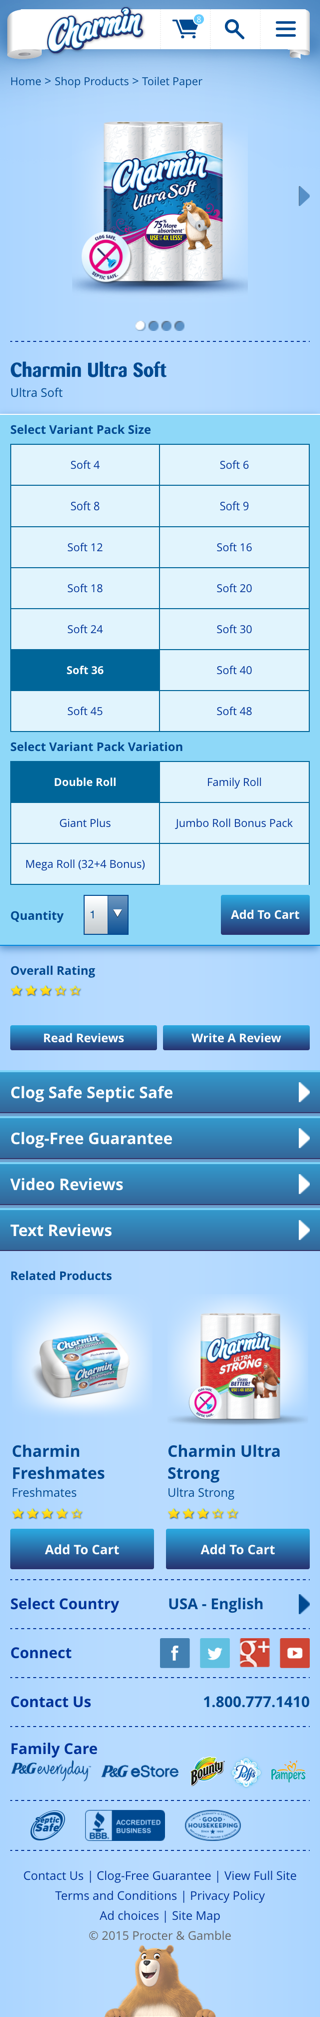 Charmin
Home > Shop Products > Toilet Paper
Charmin
Ultra Soft
75% More
absorbent
USE UP TO 4X LESS!
CLOG SAFE.
SEPTIC SAFE.
Charmin Ultra Soft
Ultra Soft
Select Variant Pack Size
Soft 4
Soft 6
Soft 8
Soft 9
Soft 12
Soft 16
Soft 18
Soft 20
Soft 24
Soft 30
Soft 36
Soft 40
Soft 45
Soft 48
Select Variant Pack Variation
Double Roll
Family Roll
Giant Plus
Jumbo Roll Bonus Pack
Mega Roll (32+4 Bonus)
Quantity
1
Add To Cart
Overall Rating
Read Reviews
Write A Review
Clog Safe Septic Safe
Clog-Free Guarantee
Video Reviews
Text Reviews
Related Products
Charmin
Charmin
Charmin
ULTRA
STRONG
Charmin
Freshmates
Freshmates
Add To Cart
Charmin Ultra
Strong
Ultra Strong
Add To Cart
Select Country
USA - English
Connect
f
g+
Contact Us
1.800.777.1410
Family Care
P&G everyday
P&G eStore
Bounty
Puffs
Pampers
Septic
Safe
BBB.
ACCREDITED
BUSINESS
GOOD
HOUSEKEEPING
Contact Us | Clog-Free Guarantee | View Full Site
Terms and Conditions | Privacy Policy
Ad choices | Site Map
© 2015 Procter & Gamble